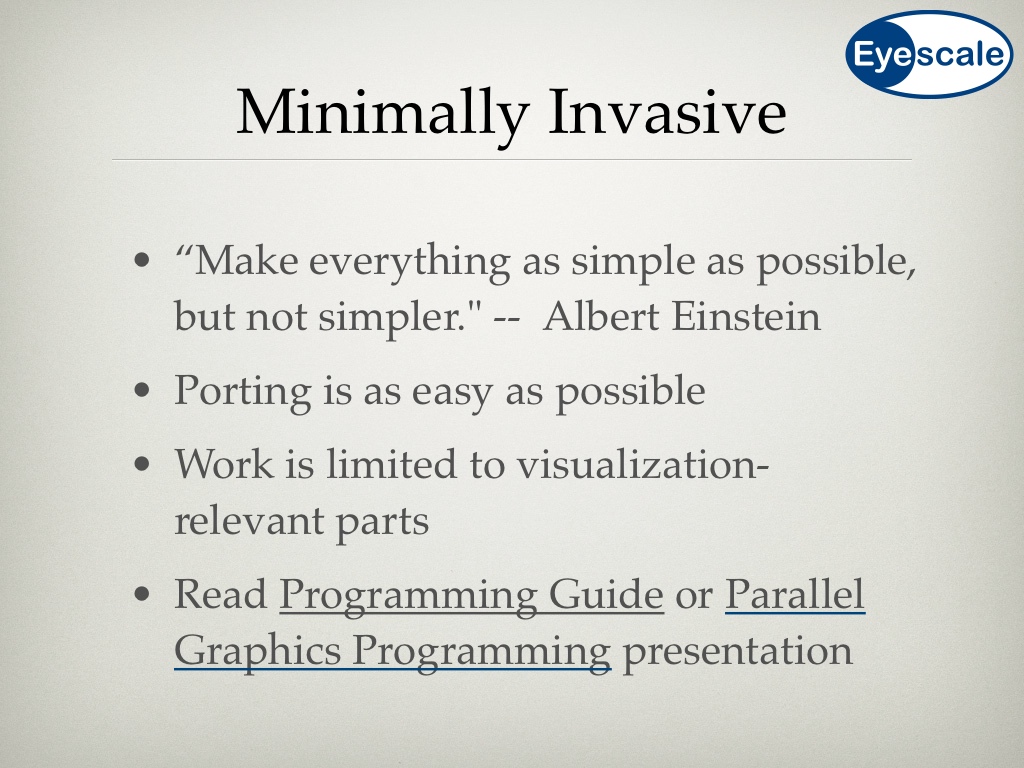 Eyescale
Minimally Invasive
• “Make everything as simple as possible,
but not simpler." --  Albert Einstein
• Porting is as easy as possible
• Work is limited to visualization-
relevant parts
• Read Programming Guide or Parallel
Graphics Programming presentation